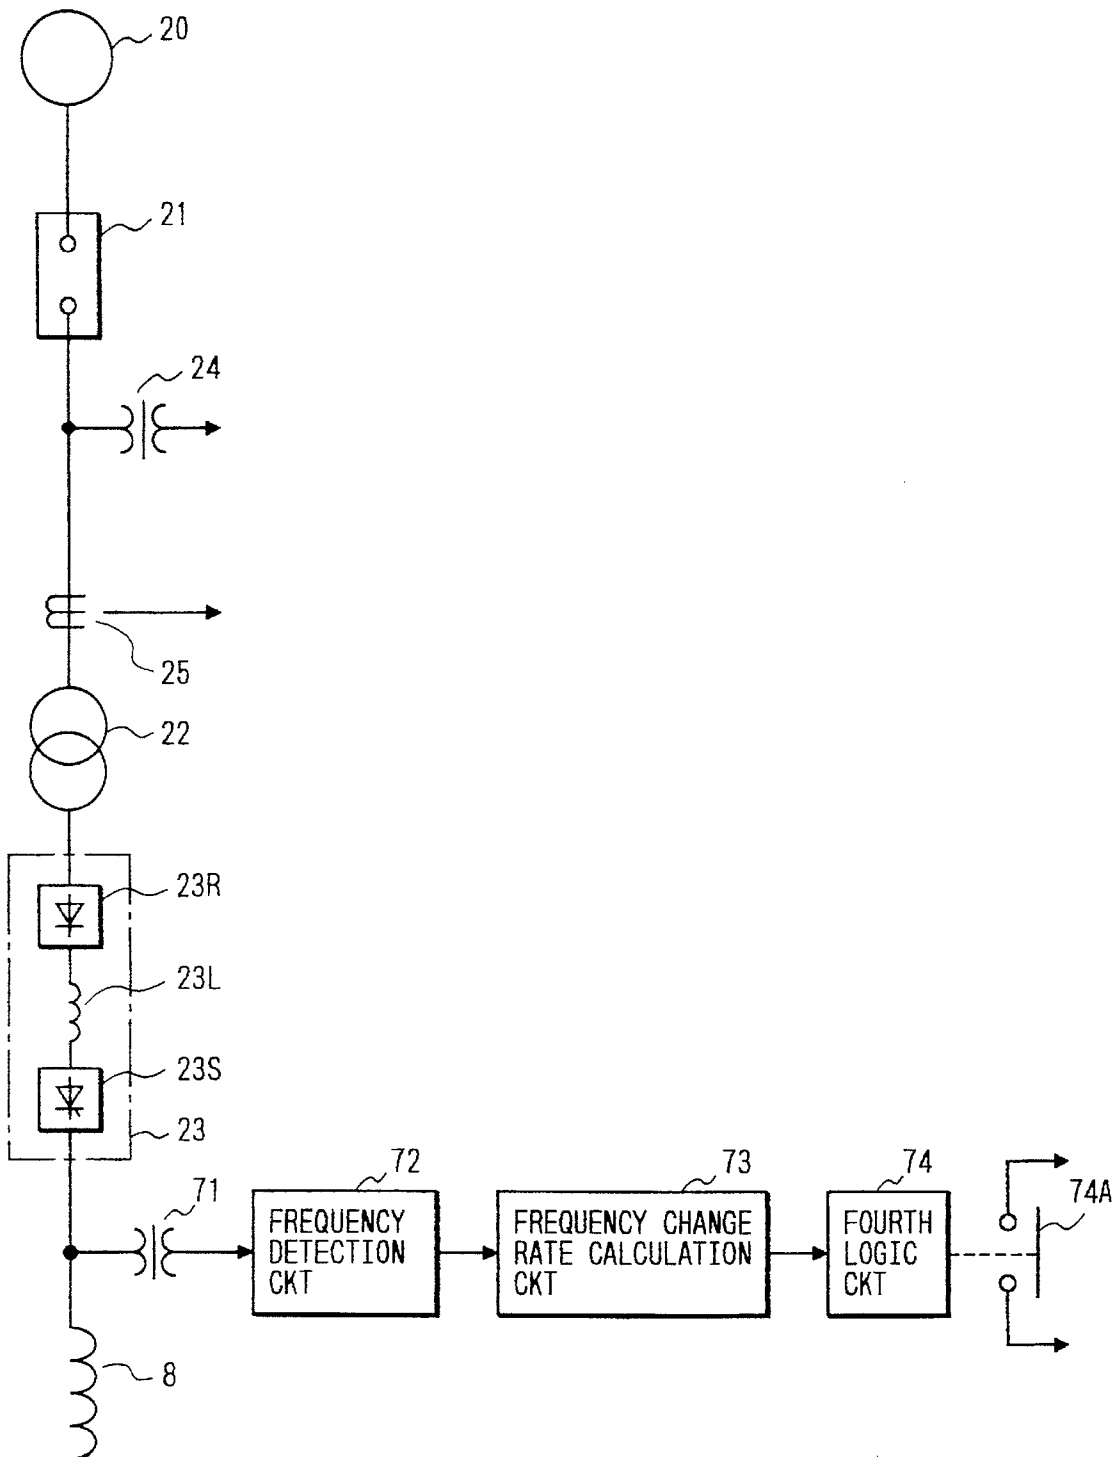 20
21
24
25
22
23R
23L
23S
23
71
72
73
74
74A
FREQUENCY
DETECTION
CKT
FREQUENCY CHANGE
RATE CALCULATION
CKT
FOURTH
LOGIC
CKT
8